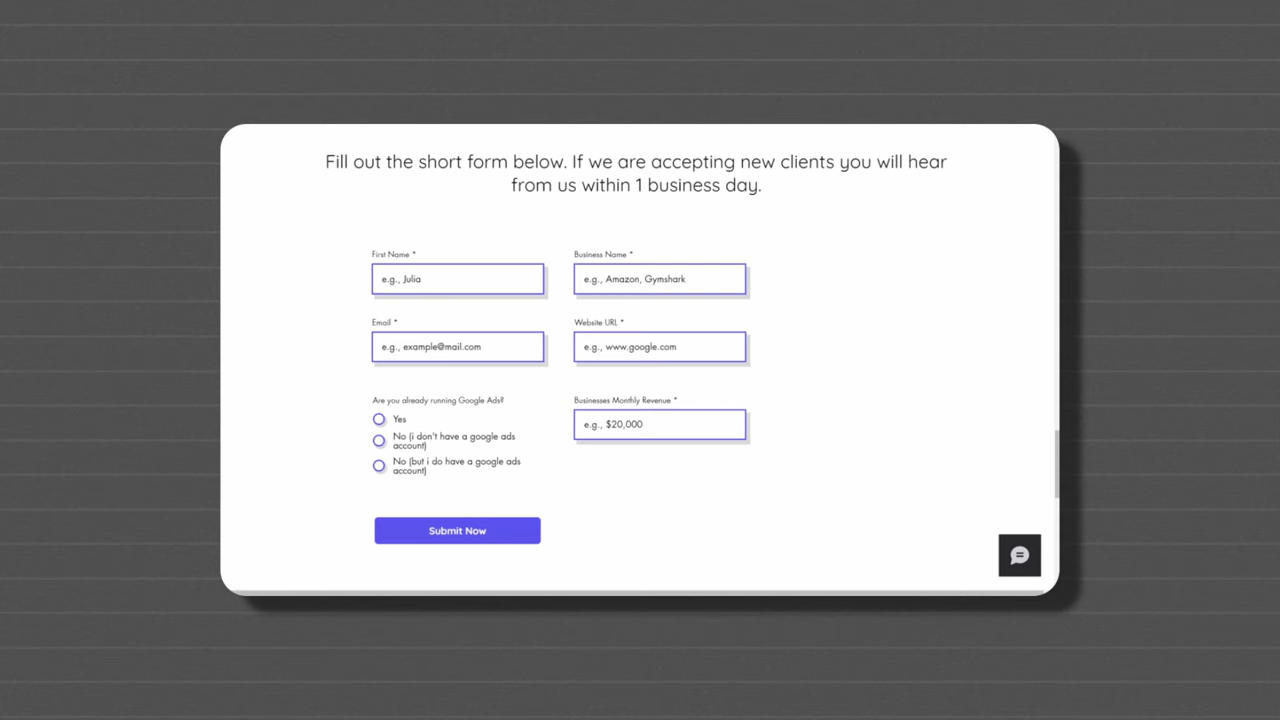 Fill out the short form below. If we are accepting new clients you will hear
from us within 1 business day.
First Name *
Business Name *
e.g., Julia
e.g., Amazon, Gymshark
Email *
Website URL *
e.g., example@mail.com
e.g., www.google.com
Are you already running Google Ads?
Businesses Monthly Revenue *
Yes
e.g., $20,000
No (i don't have a google ads
account)
No (but i do have a google ads
account)
Submit Now